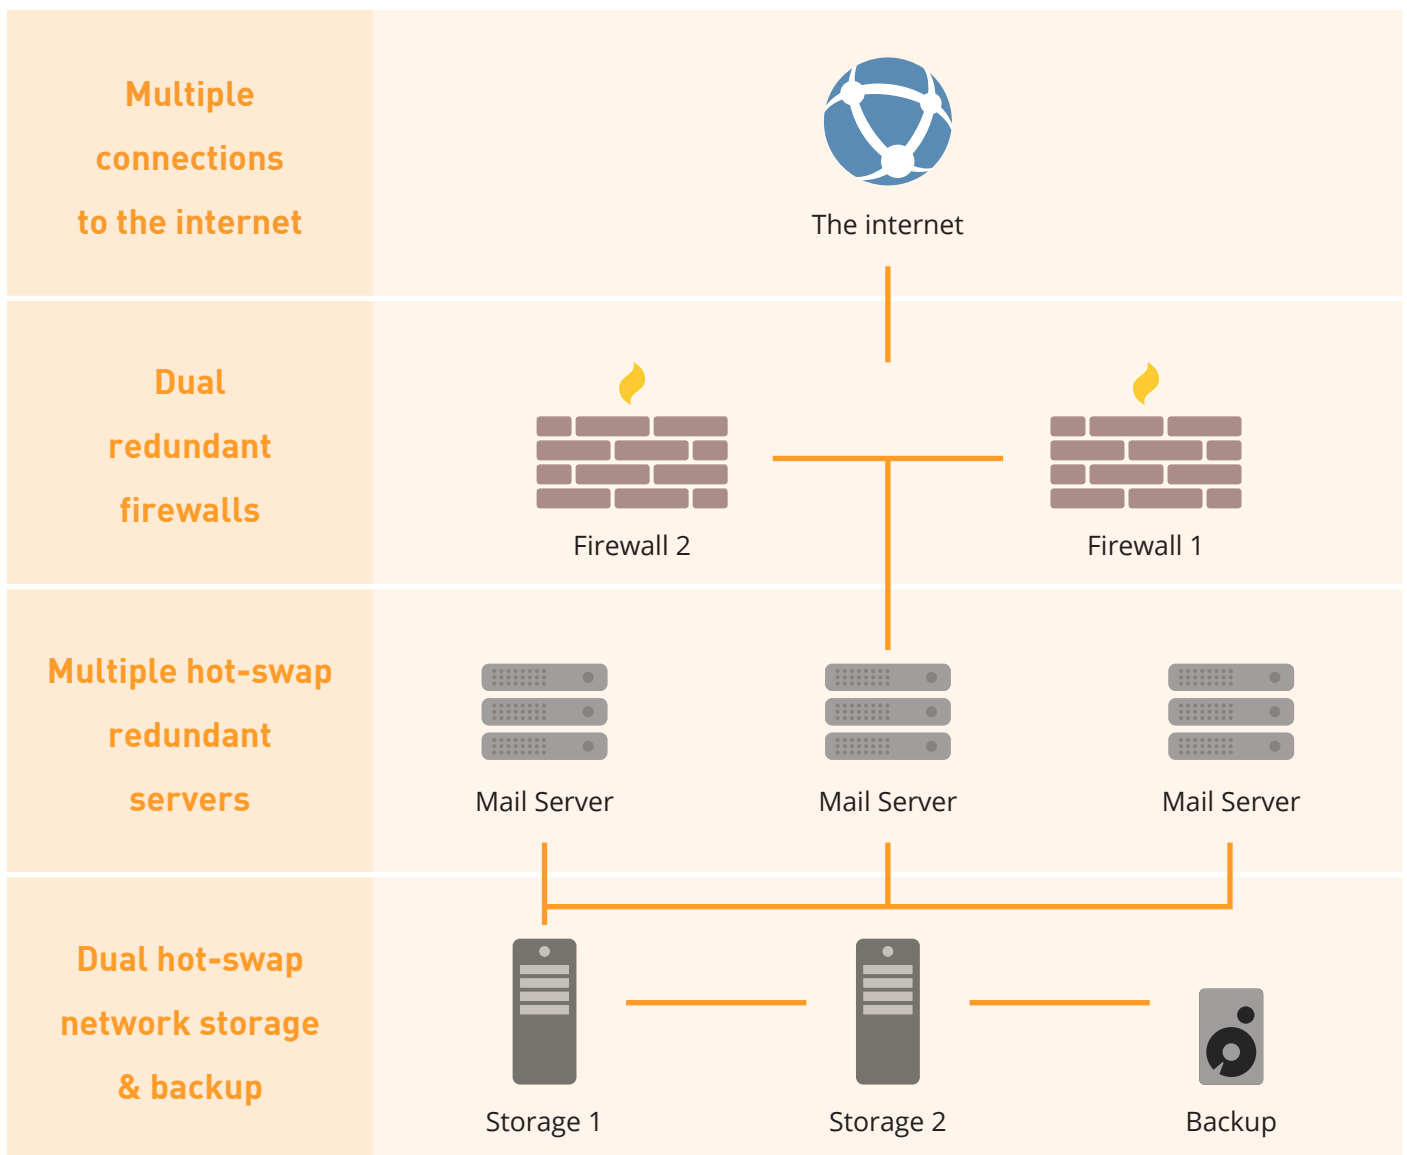 Multiple
connections
to the internet
The internet
Dual
redundant
firewalls
Firewall 2
Firewall 1
Multiple hot-swap
redundant
servers
Mail Server
Mail Server
Mail Server
Dual hot-swap
network storage
& backup
Storage 1
Storage 2
Backup